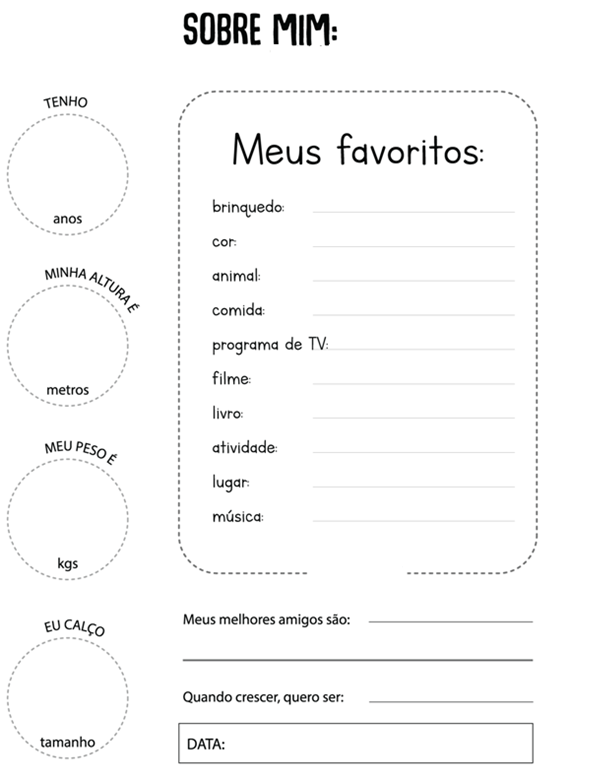 SOBRE MIM:
TENHO
anos
MINHA ALTURA É
metros
MEU PESO É
kgs
EU CALÇO
tamanho
Meus favoritos:
brinquedo:
cor:
animal:
comida:
programa de TV:
filme:
livro:
atividade:
lugar:
música:
Meus melhores amigos são:
Quando crescer, quero ser:
DATA: